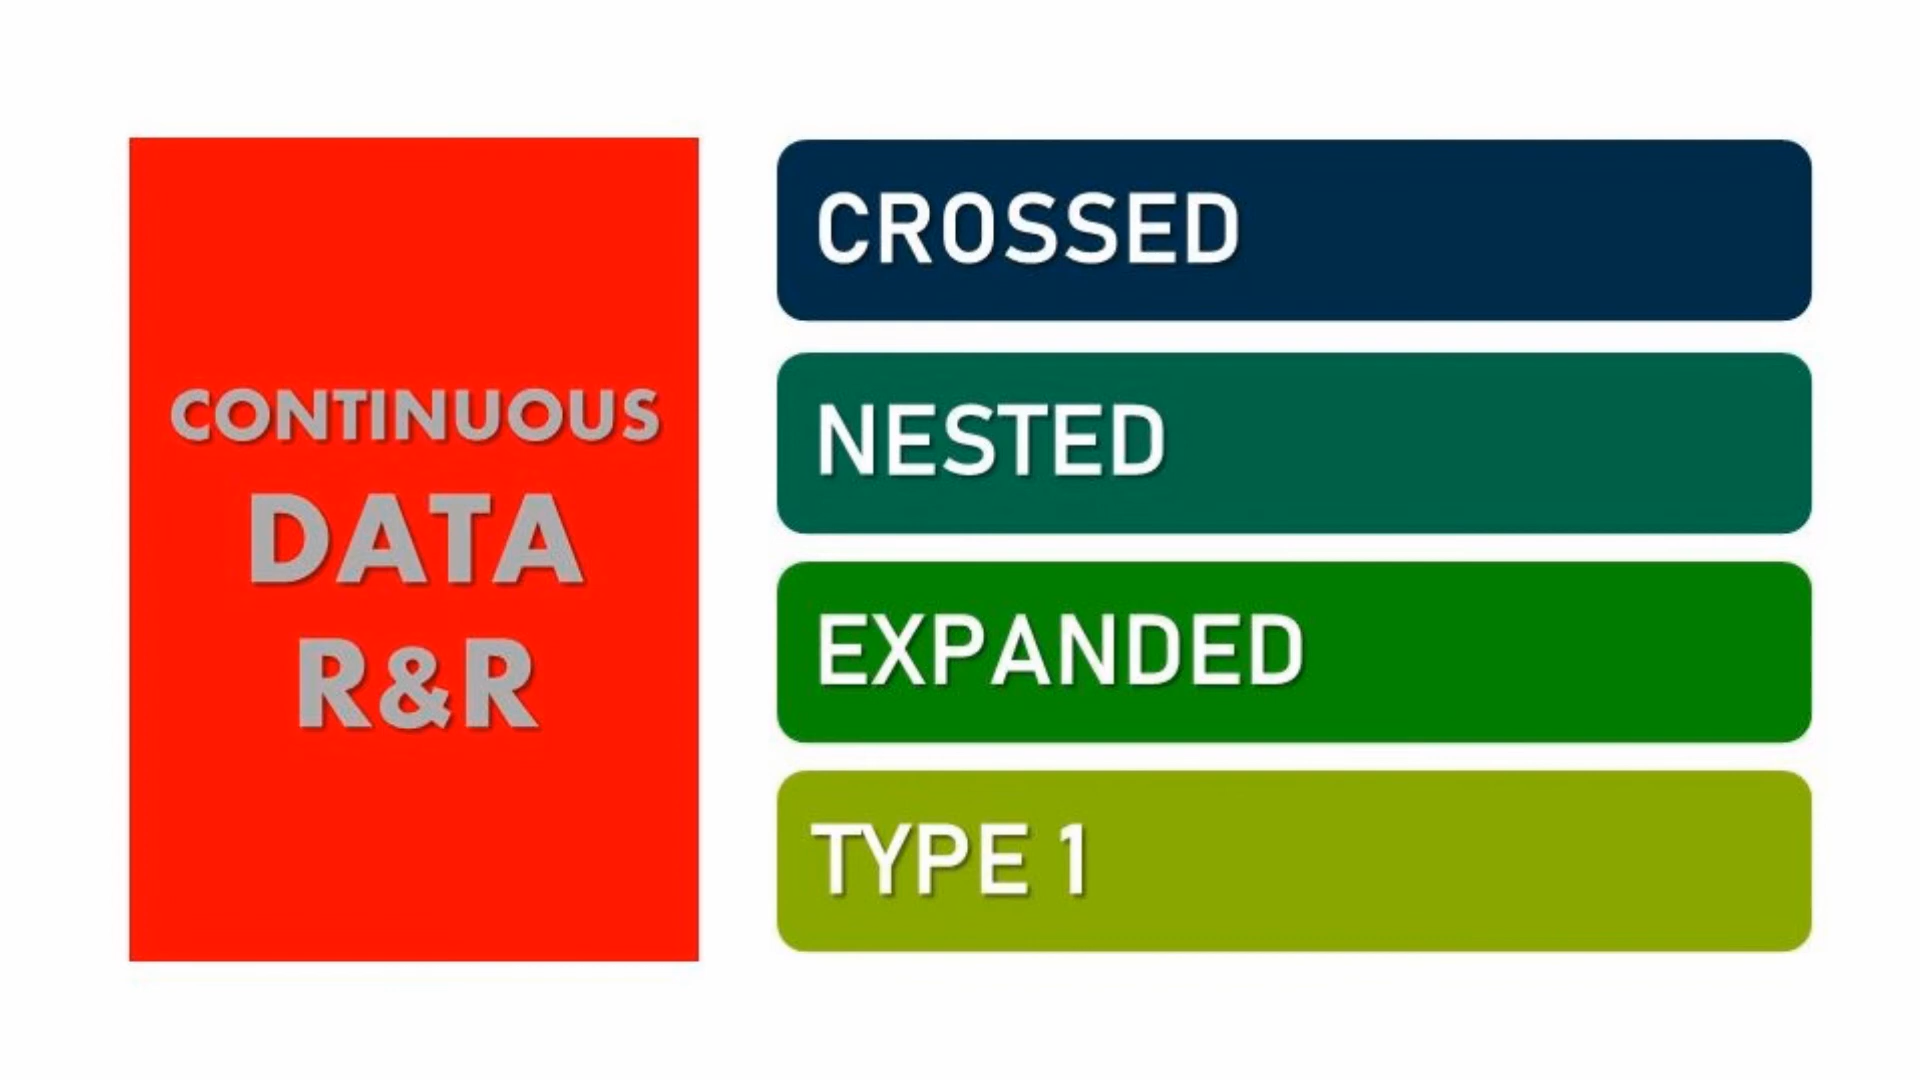 CONTINUOUS
DATA
R&R
CROSSED
NESTED
EXPANDED
TYPE 1